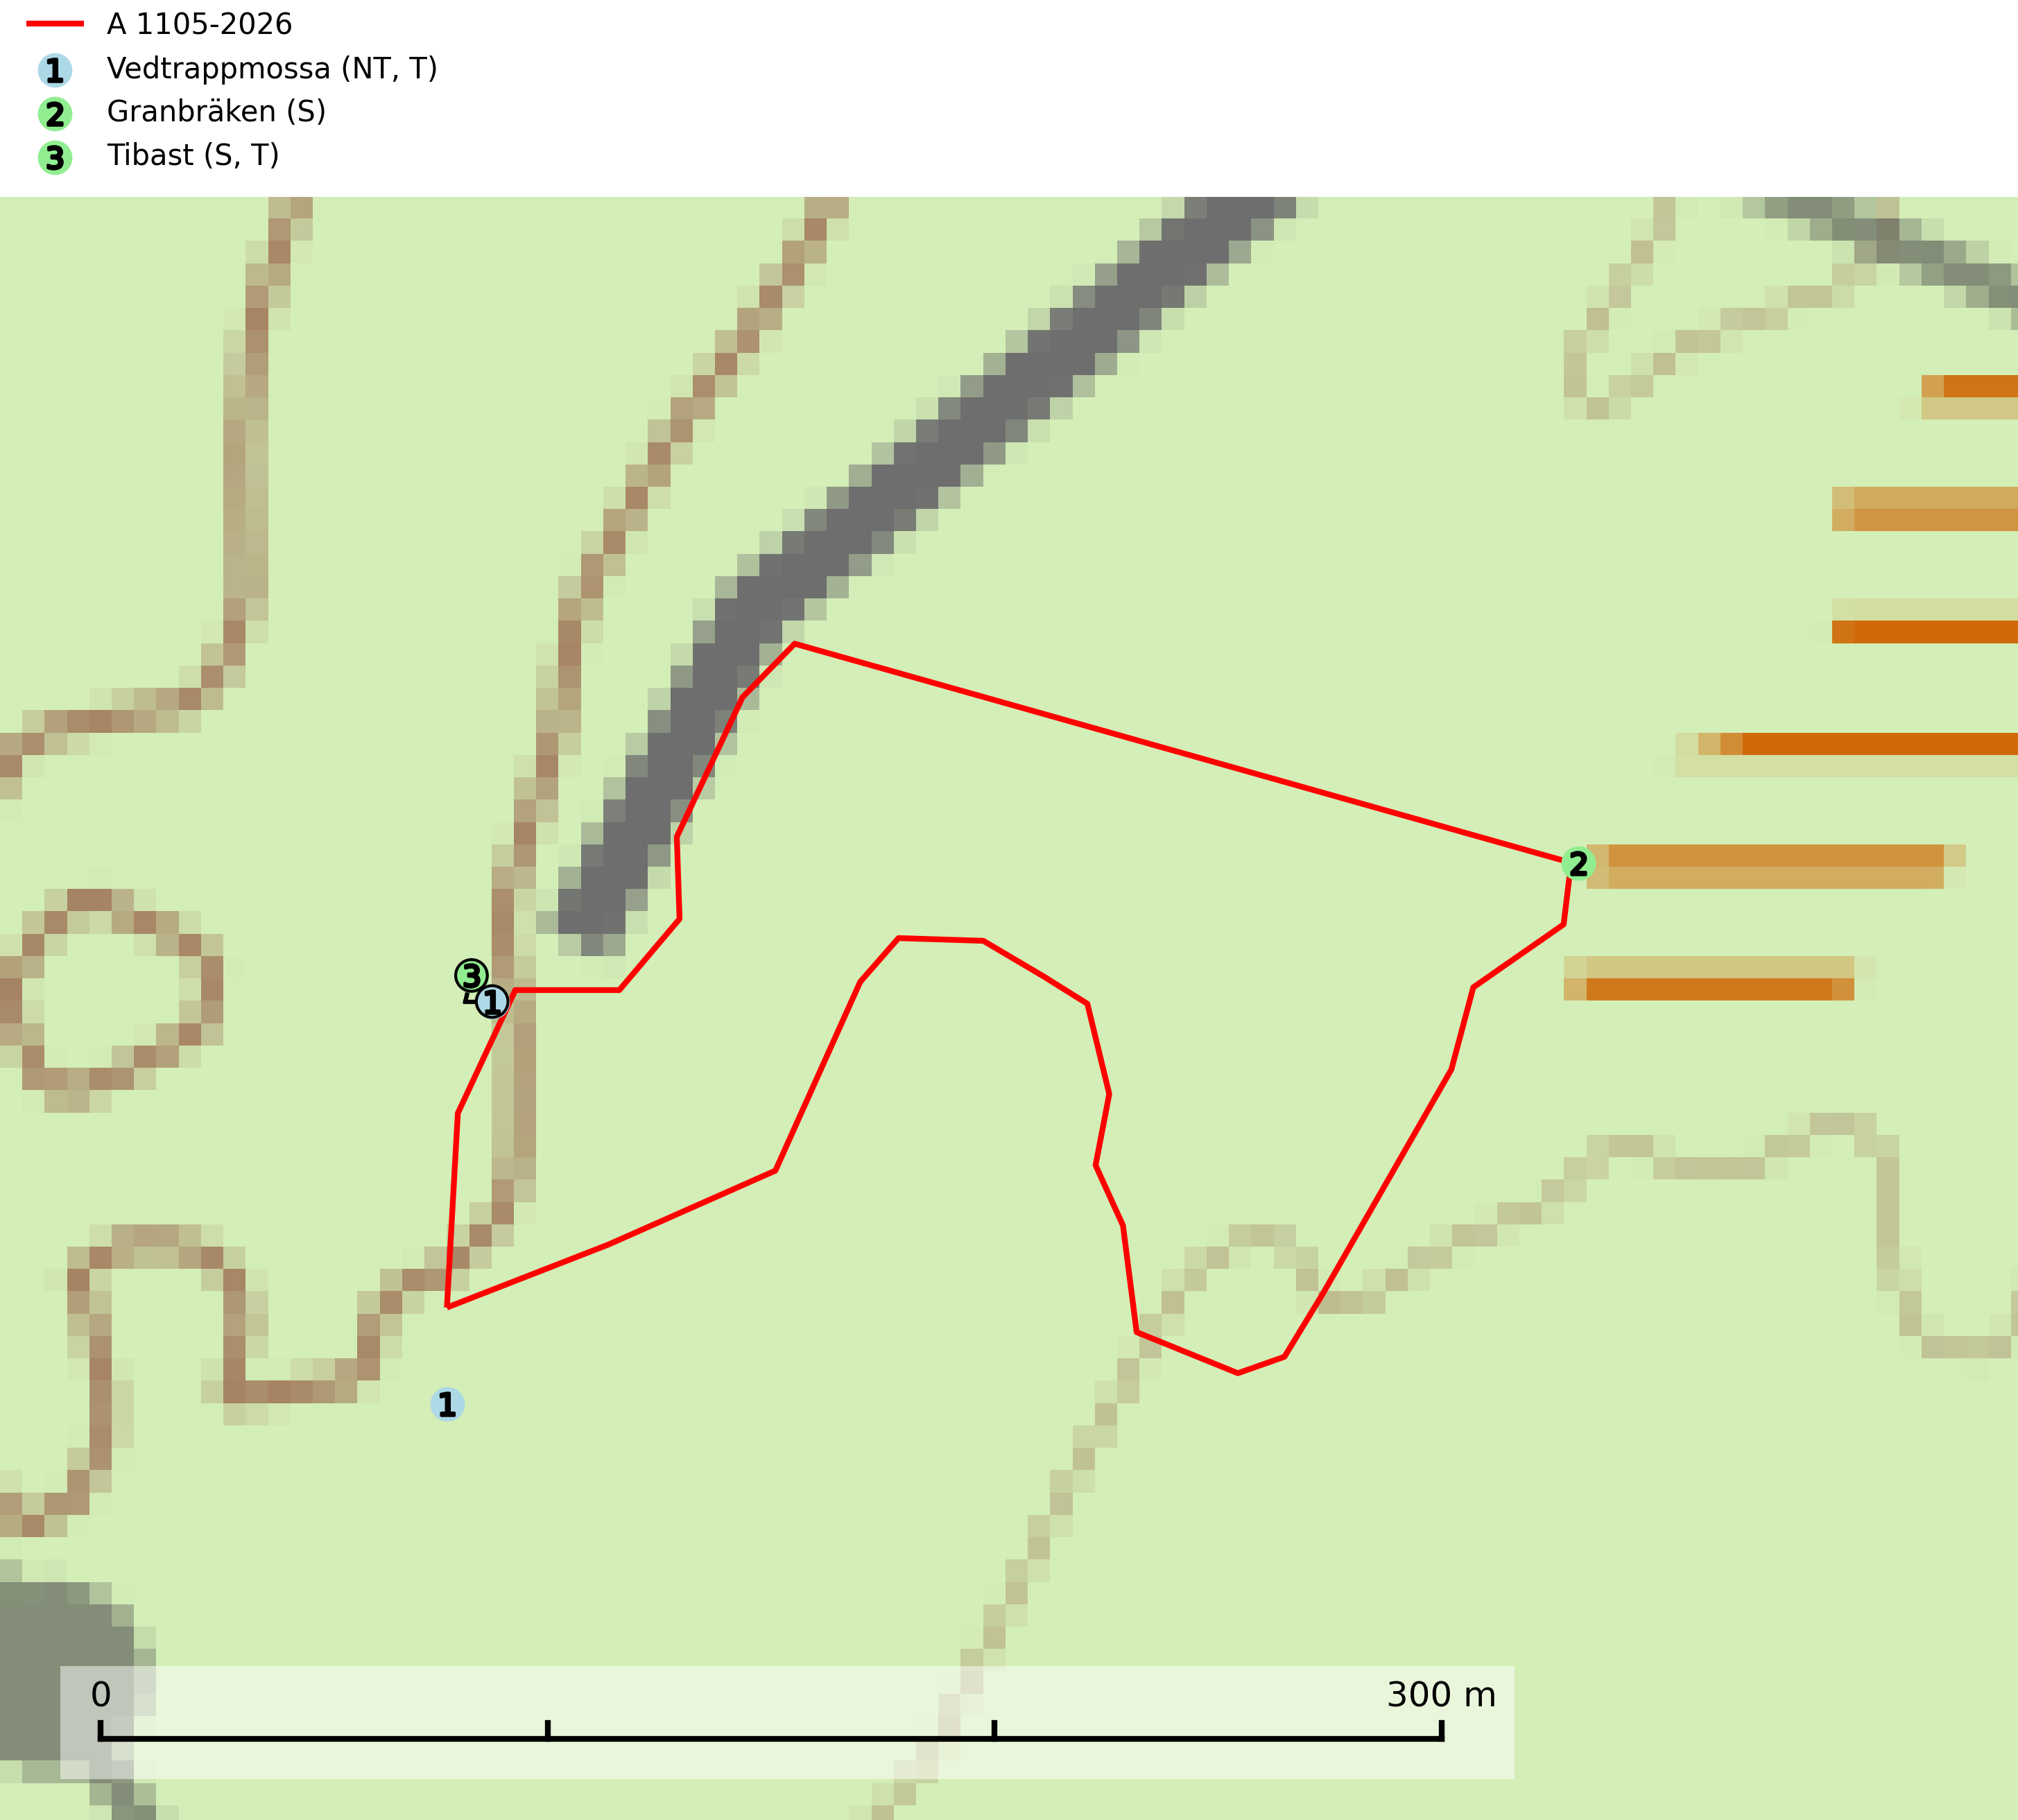 A 1105-2026
1 Vedtrappmossa (NT, T)
2 Granbräken (S)
3 Tibast (S, T)
2
3
1
1
0 300 m